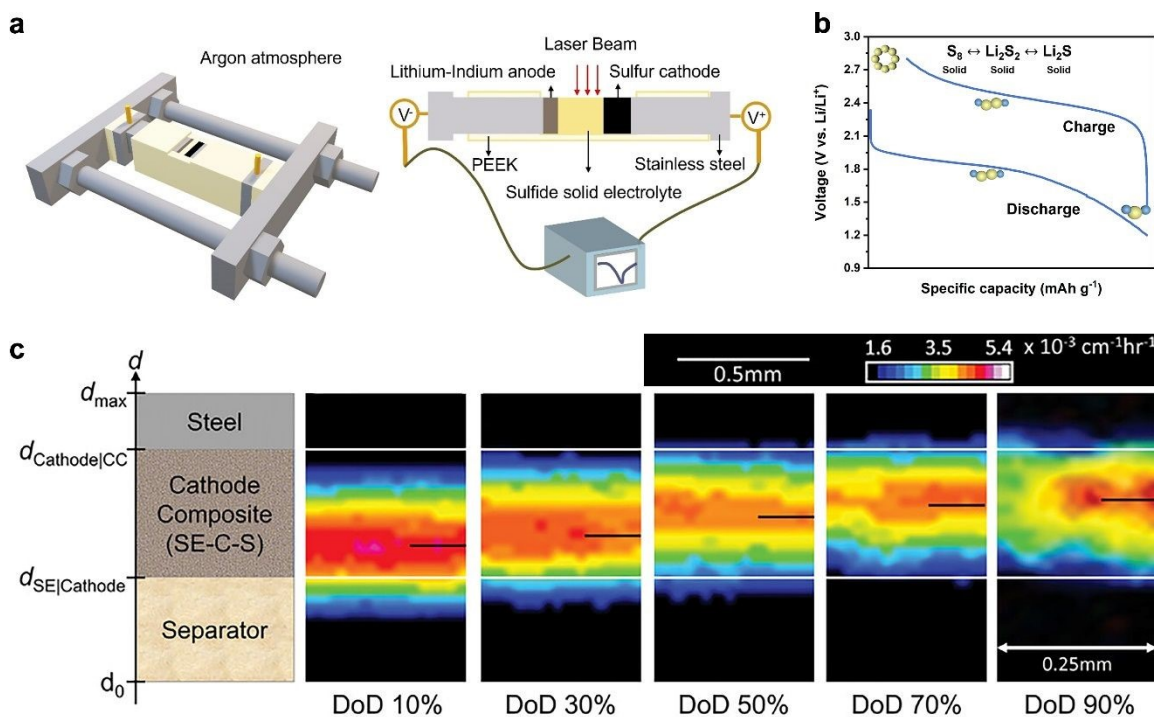 a
Argon atmosphere
Laser Beam
Lithium-Indium anode
Sulfur cathode
V-
V+
PEEK
Stainless steel
Sulfide solid electrolyte
b
S₈ ↔ Li₂S₂ ↔ Li₂S
Solid Solid Solid
3.0
2.7
2.4
2.1
1.8
1.5
1.2
0.9
Voltage (V vs. Li/Li⁺)
Charge
Discharge
Specific capacity (mAh g⁻¹)
c
0.5mm
1.6 3.5 5.4 x 10⁻³ cm⁻¹hr⁻¹
d
d_max
Steel
d_Cathode|CC
Cathode
Composite
(SE-C-S)
d_SE|Cathode
Separator
d₀
0.25mm
DoD 10% DoD 30% DoD 50% DoD 70% DoD 90%